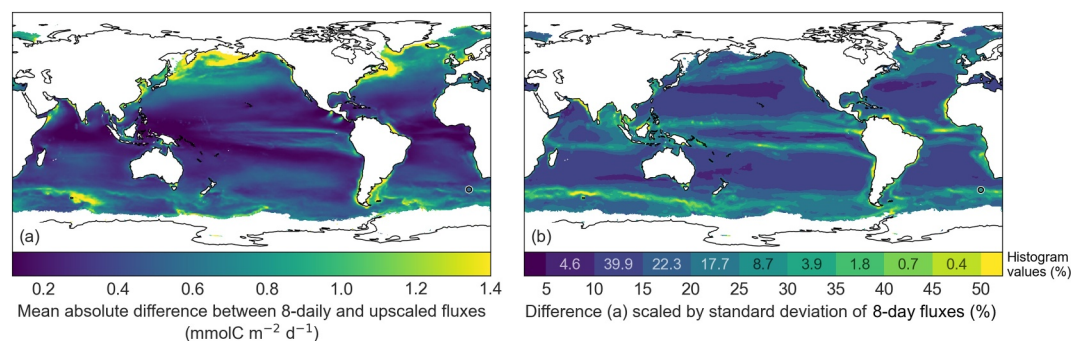 (a)
0.2 0.4 0.6 0.8 1.0 1.2 1.4
Mean absolute difference between 8-daily and upscaled fluxes
(mmolC m⁻² d⁻¹)
(b)
4.6 39.9 22.3 17.7 8.7 3.9 1.8 0.7 0.4
Histogram
values (%)
5 10 15 20 25 30 35 40 45 50
Difference (a) scaled by standard deviation of 8-day fluxes (%)